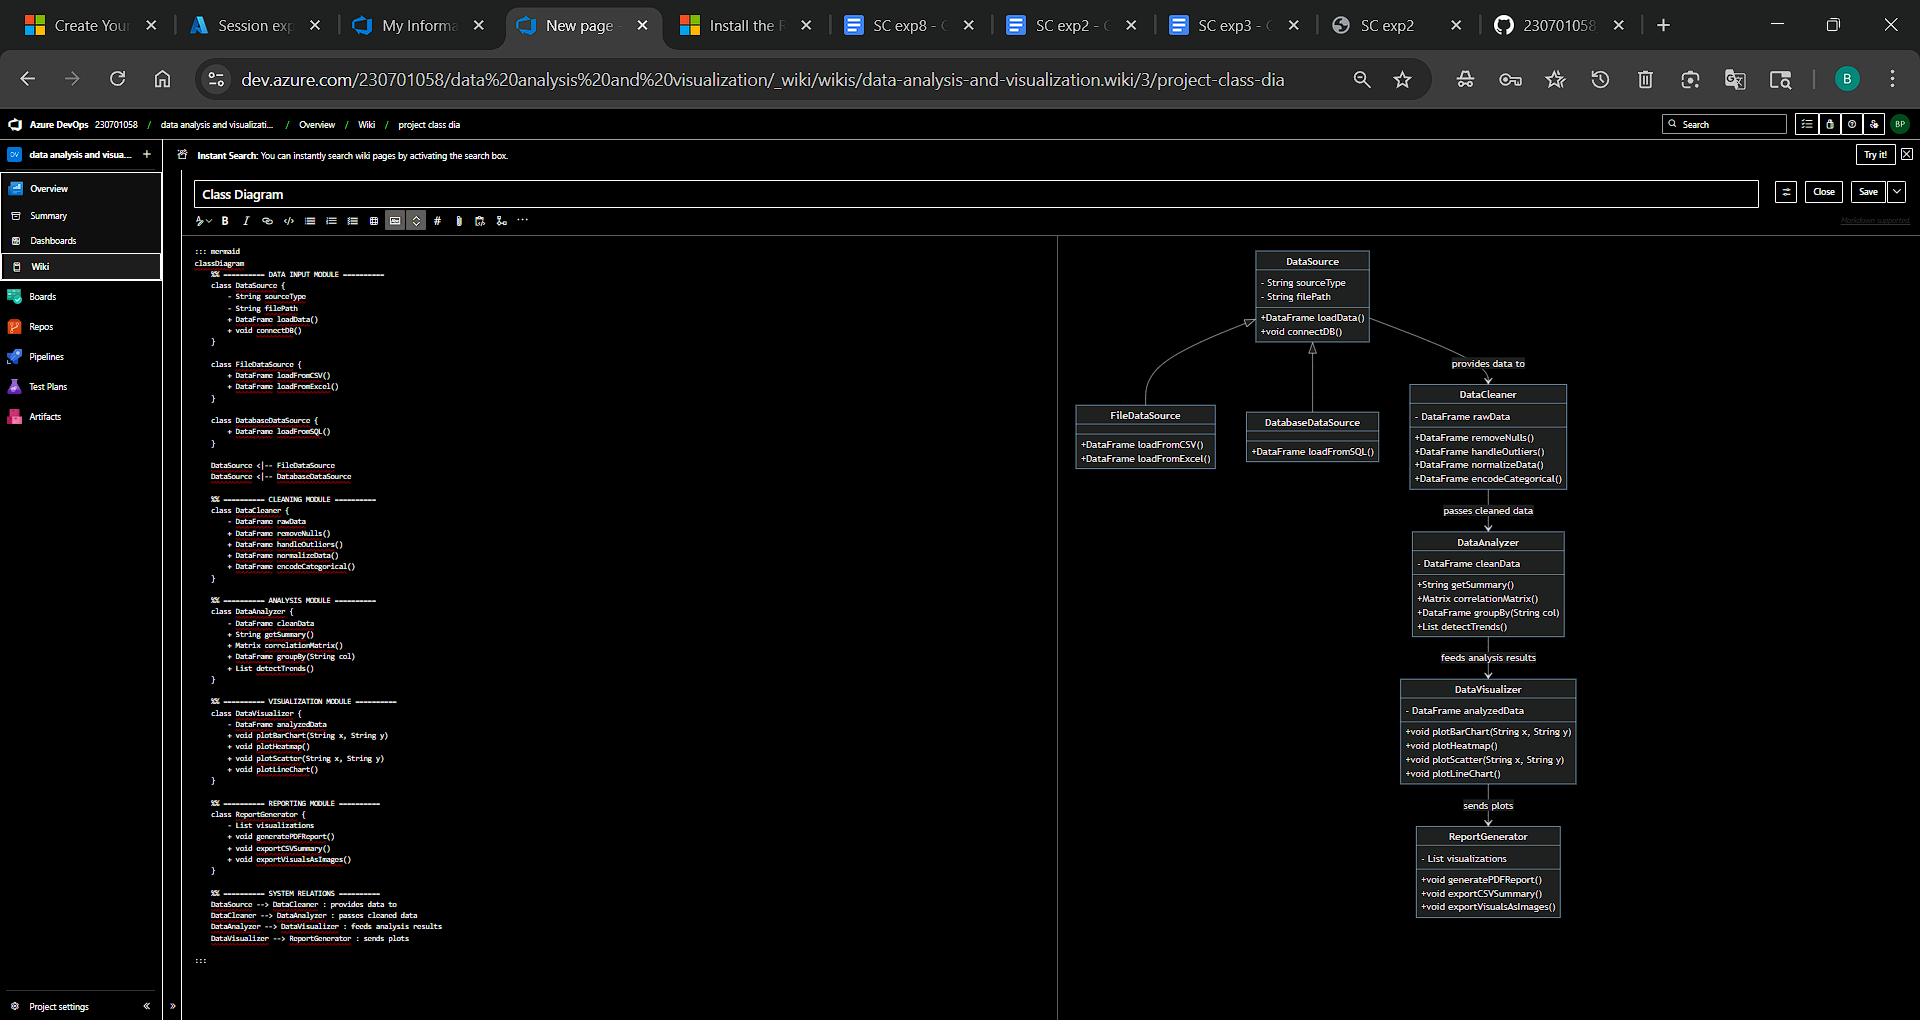 Create Your
Session exp
My Informa
New page -
Install the R
SC exp8 - G
SC exp2 - G
SC exp3 - G
SC exp2
230701058
dev.azure.com/230701058/data%20analysis%20and%20visualization/_wiki/wikis/data-analysis-and-visualization.wiki/3/project-class-dia
B
Azure DevOps 230701058 / data analysis and visualizati... / Overview / Wiki / project class dia
Search
BP
DV data analysis and visua... +
Instant Search: You can instantly search wiki pages by activating the search box.
Try it!
Overview
Summary
Dashboards
Wiki
Boards
Repos
Pipelines
Test Plans
Artifacts
Project settings
Class Diagram
Close
Save
Markdown supported.
::: mermaid
classDiagram
%% ========== DATA INPUT MODULE ==========
class DataSource {
- String sourceType
- String filePath
+ DataFrame loadData()
+ void connectDB()
}
class FileDataSource {
+ DataFrame loadFromCSV()
+ DataFrame loadFromExcel()
}
class DatabaseDataSource {
+ DataFrame loadFromSQL()
}
DataSource <|-- FileDataSource
DataSource <|-- DatabaseDataSource
%% ========== CLEANING MODULE ==========
class DataCleaner {
- DataFrame rawData
+ DataFrame removeNulls()
+ DataFrame handleOutliers()
+ DataFrame normalizeData()
+ DataFrame encodeCategorical()
}
%% ========== ANALYSIS MODULE ==========
class DataAnalyzer {
- DataFrame cleanData
+ String getSummary()
+ Matrix correlationMatrix()
+ DataFrame groupBy(String col)
+ List detectTrends()
}
%% ========== VISUALIZATION MODULE ==========
class DataVisualizer {
- DataFrame analyzedData
+ void plotBarChart(String x, String y)
+ void plotHeatmap()
+ void plotScatter(String x, String y)
+ void plotLineChart()
}
%% ========== REPORTING MODULE ==========
class ReportGenerator {
- List visualizations
+ void generatePDFReport()
+ void exportCSVSummary()
+ void exportVisualsAsImages()
}
%% ========== SYSTEM RELATIONS ==========
DataSource --> DataCleaner : provides data to
DataCleaner --> DataAnalyzer : passes cleaned data
DataAnalyzer --> DataVisualizer : feeds analysis results
DataVisualizer --> ReportGenerator : sends plots
:::
DataSource
- String sourceType
- String filePath
+DataFrame loadData()
+void connectDB()
provides data to
FileDataSource
+DataFrame loadFromCSV()
+DataFrame loadFromExcel()
DatabaseDataSource
+DataFrame loadFromSQL()
DataCleaner
- DataFrame rawData
+DataFrame removeNulls()
+DataFrame handleOutliers()
+DataFrame normalizeData()
+DataFrame encodeCategorical()
passes cleaned data
DataAnalyzer
- DataFrame cleanData
+String getSummary()
+Matrix correlationMatrix()
+DataFrame groupBy(String col)
+List detectTrends()
feeds analysis results
DataVisualizer
- DataFrame analyzedData
+void plotBarChart(String x, String y)
+void plotHeatmap()
+void plotScatter(String x, String y)
+void plotLineChart()
sends plots
ReportGenerator
- List visualizations
+void generatePDFReport()
+void exportCSVSummary()
+void exportVisualsAsImages()